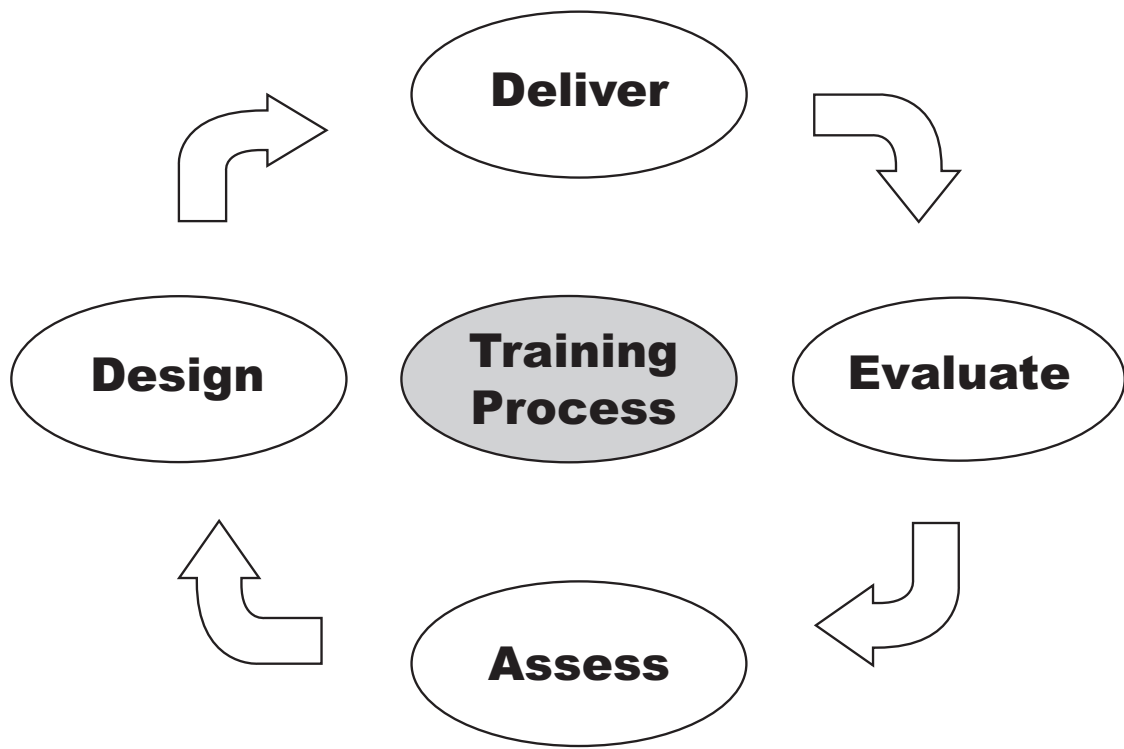 Deliver
Design
Training
Process
Evaluate
Assess